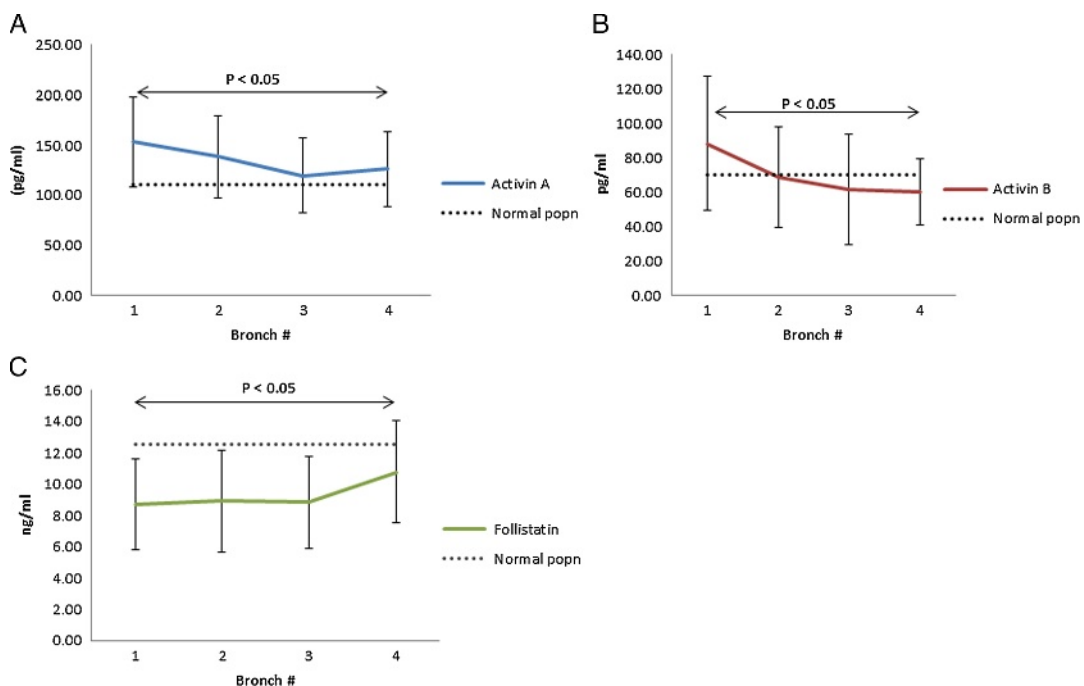 A
250.00
200.00
150.00
100.00
50.00
0.00
(pg/ml)
P < 0.05
1 2 3 4
Bronch #
Activin A
Normal popn
B
140.00
120.00
100.00
80.00
60.00
40.00
20.00
0.00
pg/ml
P < 0.05
1 2 3 4
Bronch #
Activin B
Normal popn
C
16.00
14.00
12.00
10.00
8.00
6.00
4.00
2.00
0.00
ng/ml
P < 0.05
1 2 3 4
Bronch #
Follistatin
Normal popn